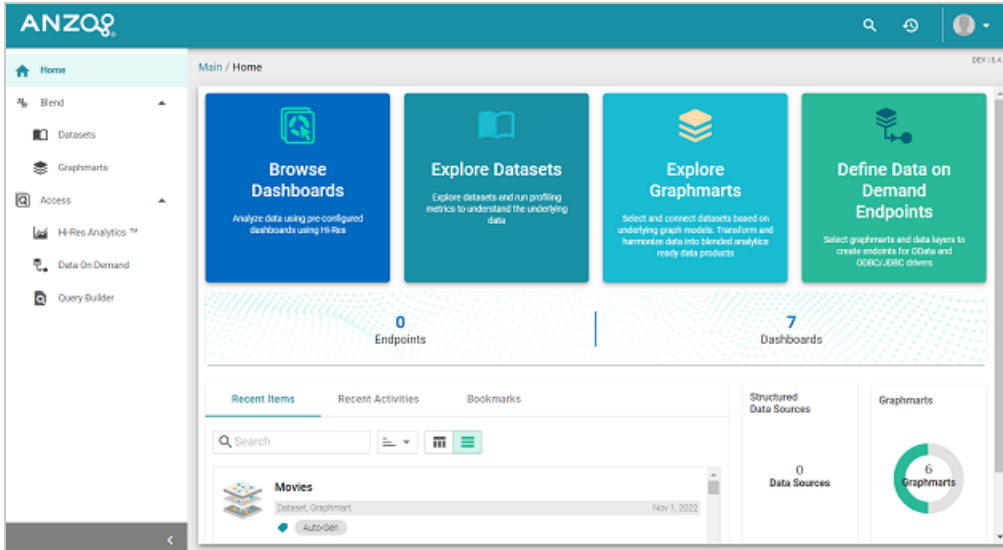 ANZO
Main / Home
DEV | 5.4.
Home
Blend
Datasets
Graphmarts
Access
Hi-Res Analytics ™
Data On Demand
Query Builder
Browse
Dashboards
Analyze data using pre-configured
dashboards using Hi-Res
Explore Datasets
Explore datasets and run profiling
metrics to understand the underlying
data
Explore
Graphmarts
Select and connect datasets based on
underlying graph models. Transform and
harmonize data into blended analytics
ready data products
Define Data on
Demand
Endpoints
Select graphmarts and data layers to
create endoints for OData and
ODBC/JDBC drivers
0
Endpoints
7
Dashboards
Recent Items
Recent Activities
Bookmarks
Search
Movies
Dataset, Graphmart
Nov 1, 2022
Auto-Gen
Structured
Data Sources
0
Data Sources
Graphmarts
6
Graphmarts